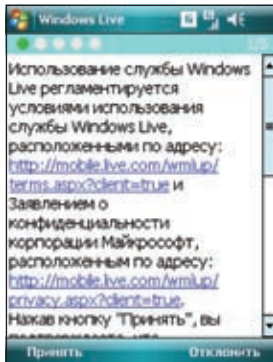 Windows Live
1/5
Использование службы Windows
Live регламентируется
условиями использования
службы Windows Live,
расположенными по адресу:
http://mobile.live.com/wmlup/
terms.aspx?client=true и
Заявлением о
конфиденциальности
корпорации Майкрософт,
расположенным по адресу:
http://mobile.live.com/wmlup/
privacy.aspx?client=true.
Нажав кнопку "Принять", вы
Принять
Отклонить